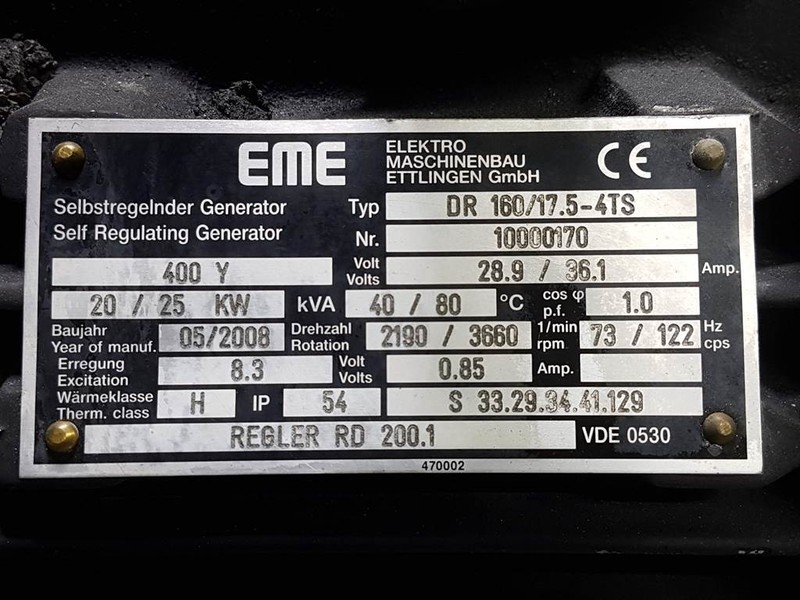 EME
ELEKTRO
MASCHINENBAU
ETTLINGEN GmbH
CE
Selbstregelnder Generator Typ DR 160/17.5-4TS
Self Regulating Generator Nr. 10000170
400 Y Volt Volts 28.9 / 36.1 Amp.
20 / 25 KW kVA 40 / 80 °C cos φ p.f. 1.0
Baujahr Year of manuf. 05/2008 Drehzahl Rotation 2190 / 3660 1/min rpm 73 / 122 Hz cps
Erregung Excitation 8.3 Volt Volts 0.85 Amp.
Wärmeklasse Therm. class H IP 54 S 33.29.34.41.129
REGLER RD 200.1 VDE 0530
470002